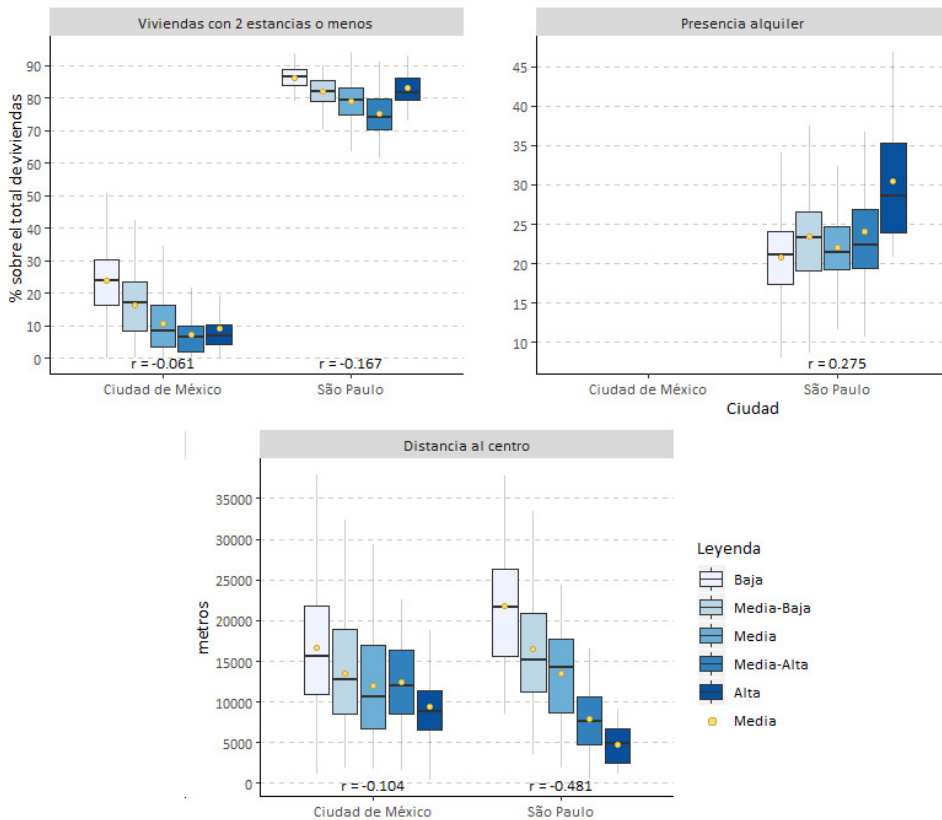 Viviendas con 2 estancias o menos
% sobre el total de viviendas
90
80
70
60
50
40
30
20
10
0
r = -0.061
r = -0.167
Ciudad de México
São Paulo
Presencia alquiler
45
40
35
30
25
20
15
10
r = 0.275
Ciudad de México
São Paulo
Ciudad
Distancia al centro
metros
35000
30000
25000
20000
15000
10000
5000
0
r = -0.104
r = -0.481
Ciudad de México
São Paulo
Leyenda
Baja
Media-Baja
Media
Media-Alta
Alta
Media